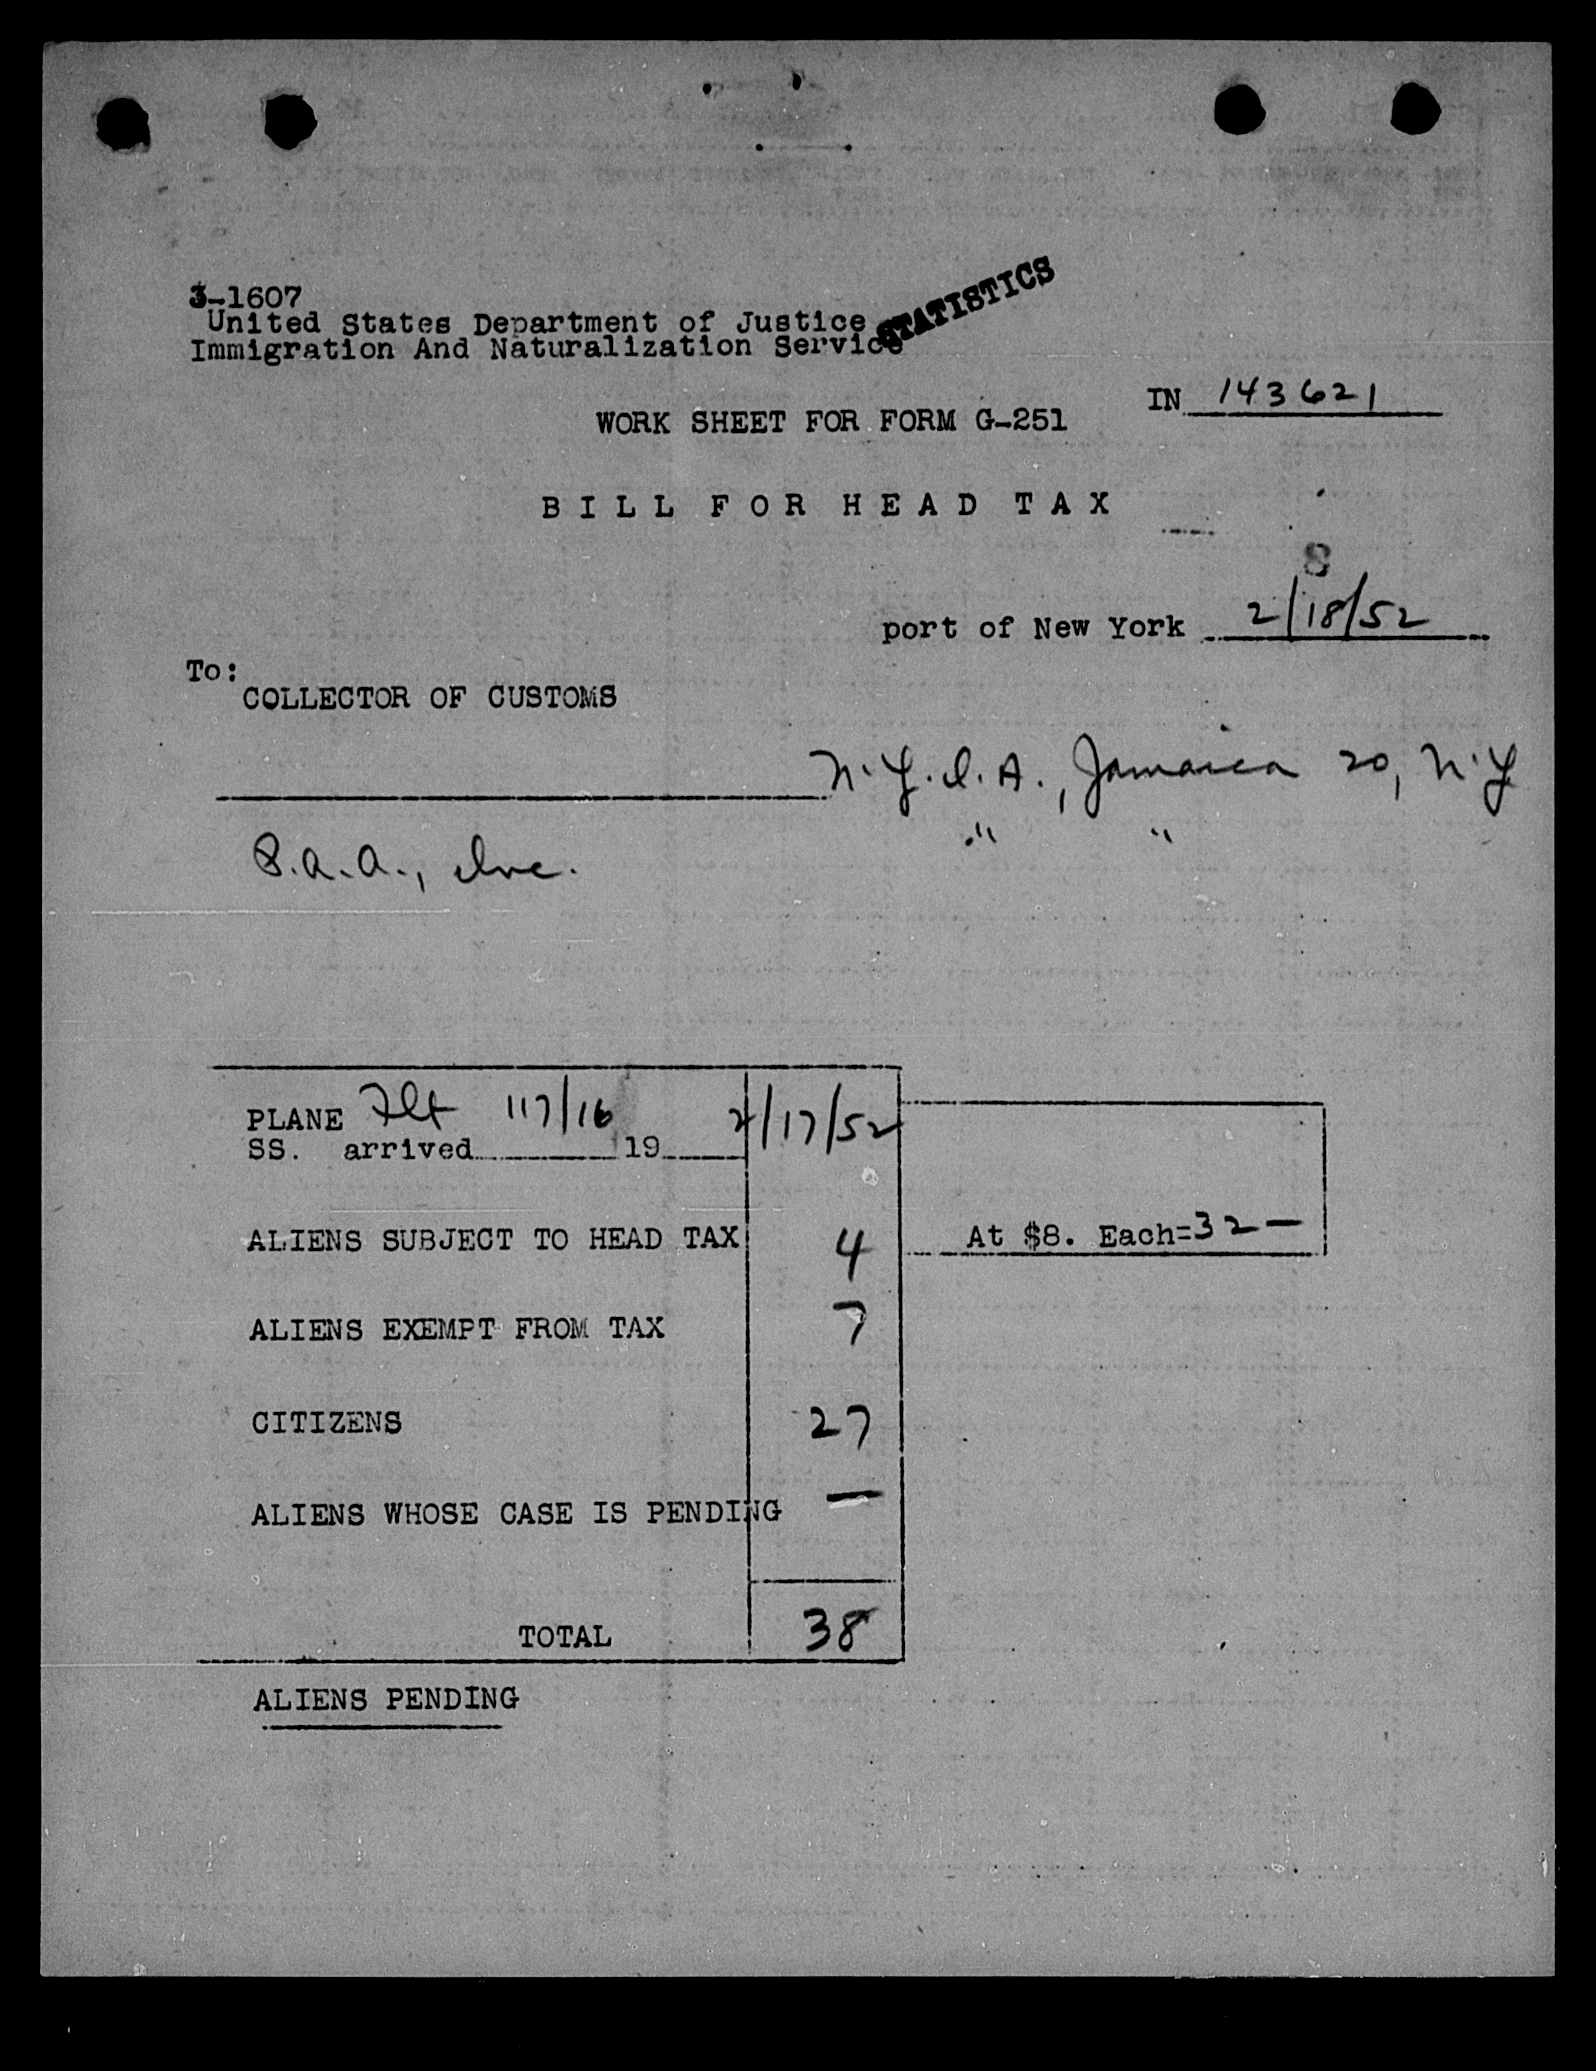 3-1607
United States Department of Justice
STATISTICS
Immigration And Naturalization Service
IN 143621
WORK SHEET FOR FORM G-251
BILL FOR HEAD TAX
8
port of New York 2/18/52
To:
COLLECTOR OF CUSTOMS
N.Y.I.A., Jamaica 20, N.Y
" "
P.A.A., Inc.
PLANE Flt 117/16 2/17/52
SS. arrived 19
ALIENS SUBJECT TO HEAD TAX 4 At $8. Each=32 —
ALIENS EXEMPT FROM TAX 7
CITIZENS 27
ALIENS WHOSE CASE IS PENDING —
TOTAL 38
ALIENS PENDING